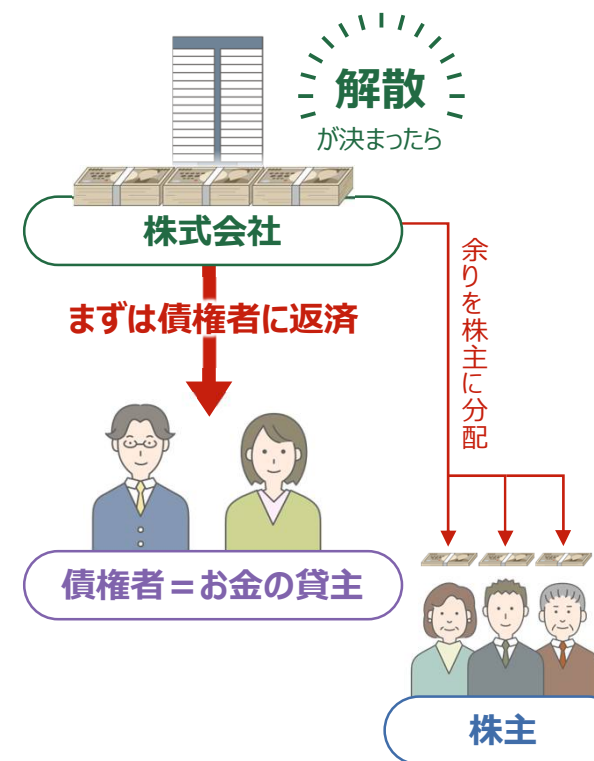 解散
が決まったら
株式会社
まずは債権者に返済
余りを株主に分配
債権者=お金の貸主
株主